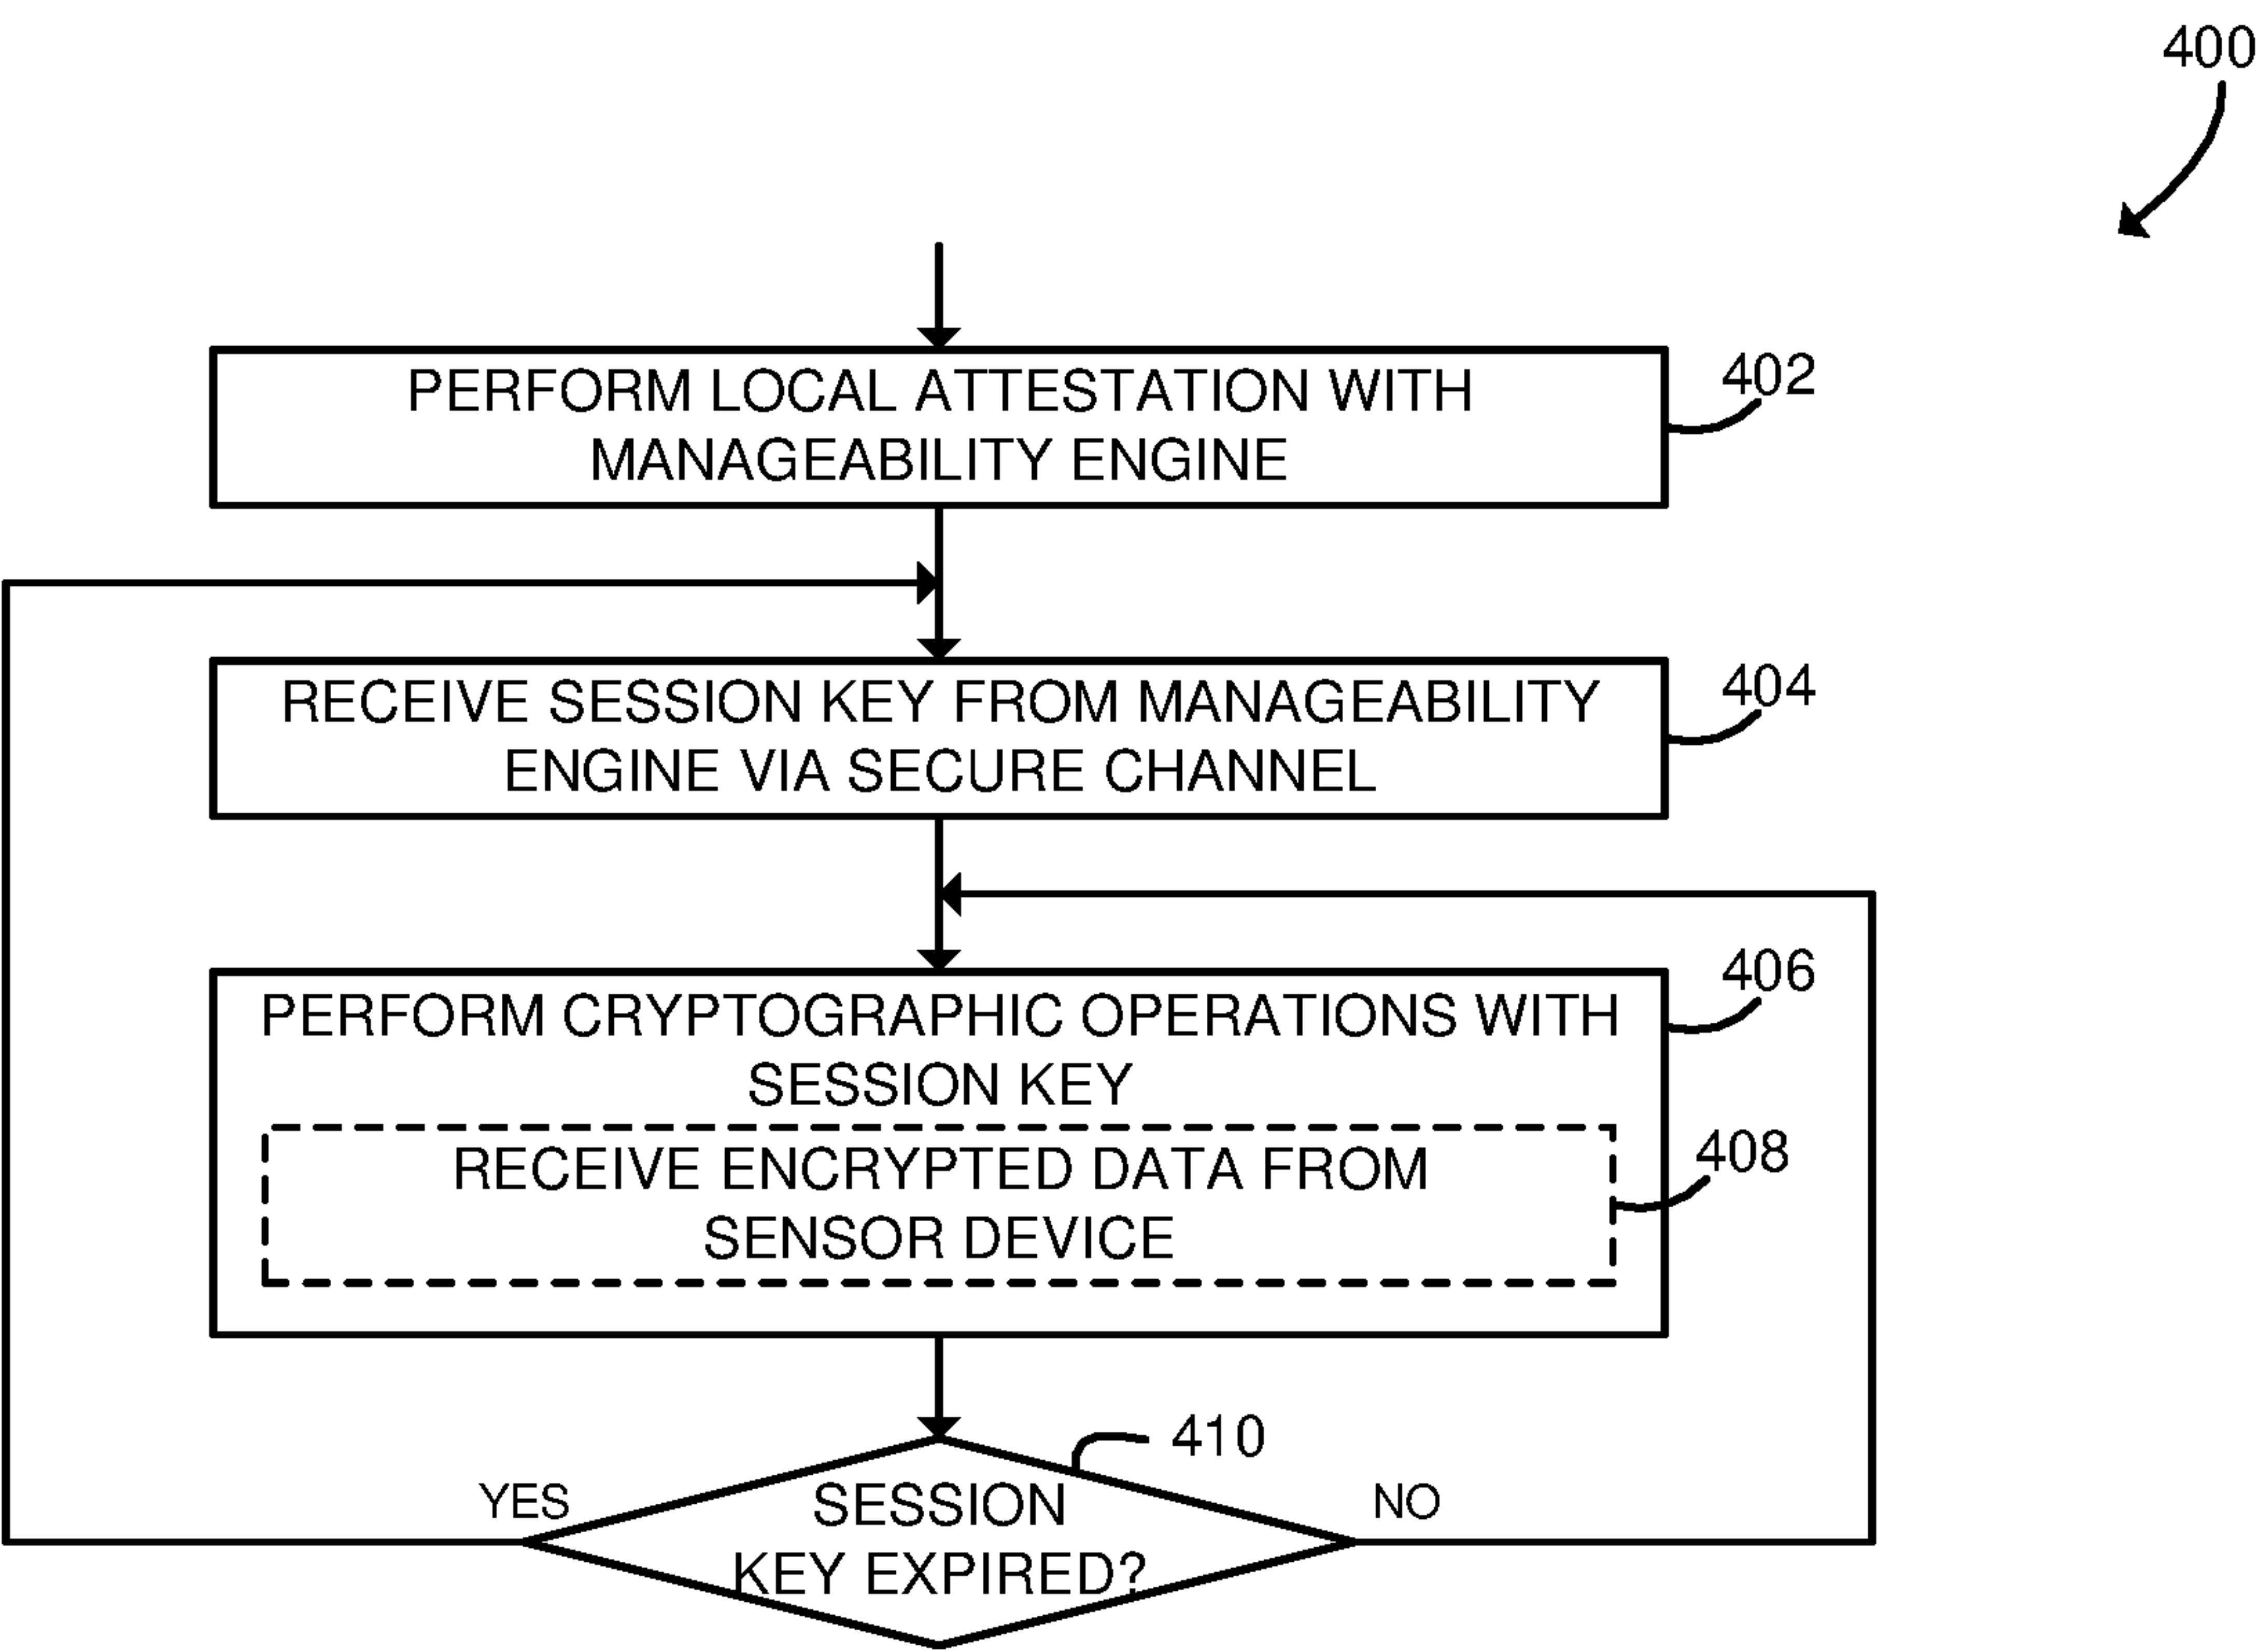 400
PERFORM LOCAL ATTESTATION WITH
MANAGEABILITY ENGINE
402
RECEIVE SESSION KEY FROM MANAGEABILITY
ENGINE VIA SECURE CHANNEL
404
PERFORM CRYPTOGRAPHIC OPERATIONS WITH
SESSION KEY
406
RECEIVE ENCRYPTED DATA FROM
SENSOR DEVICE
408
410
YES
SESSION
KEY EXPIRED?
NO